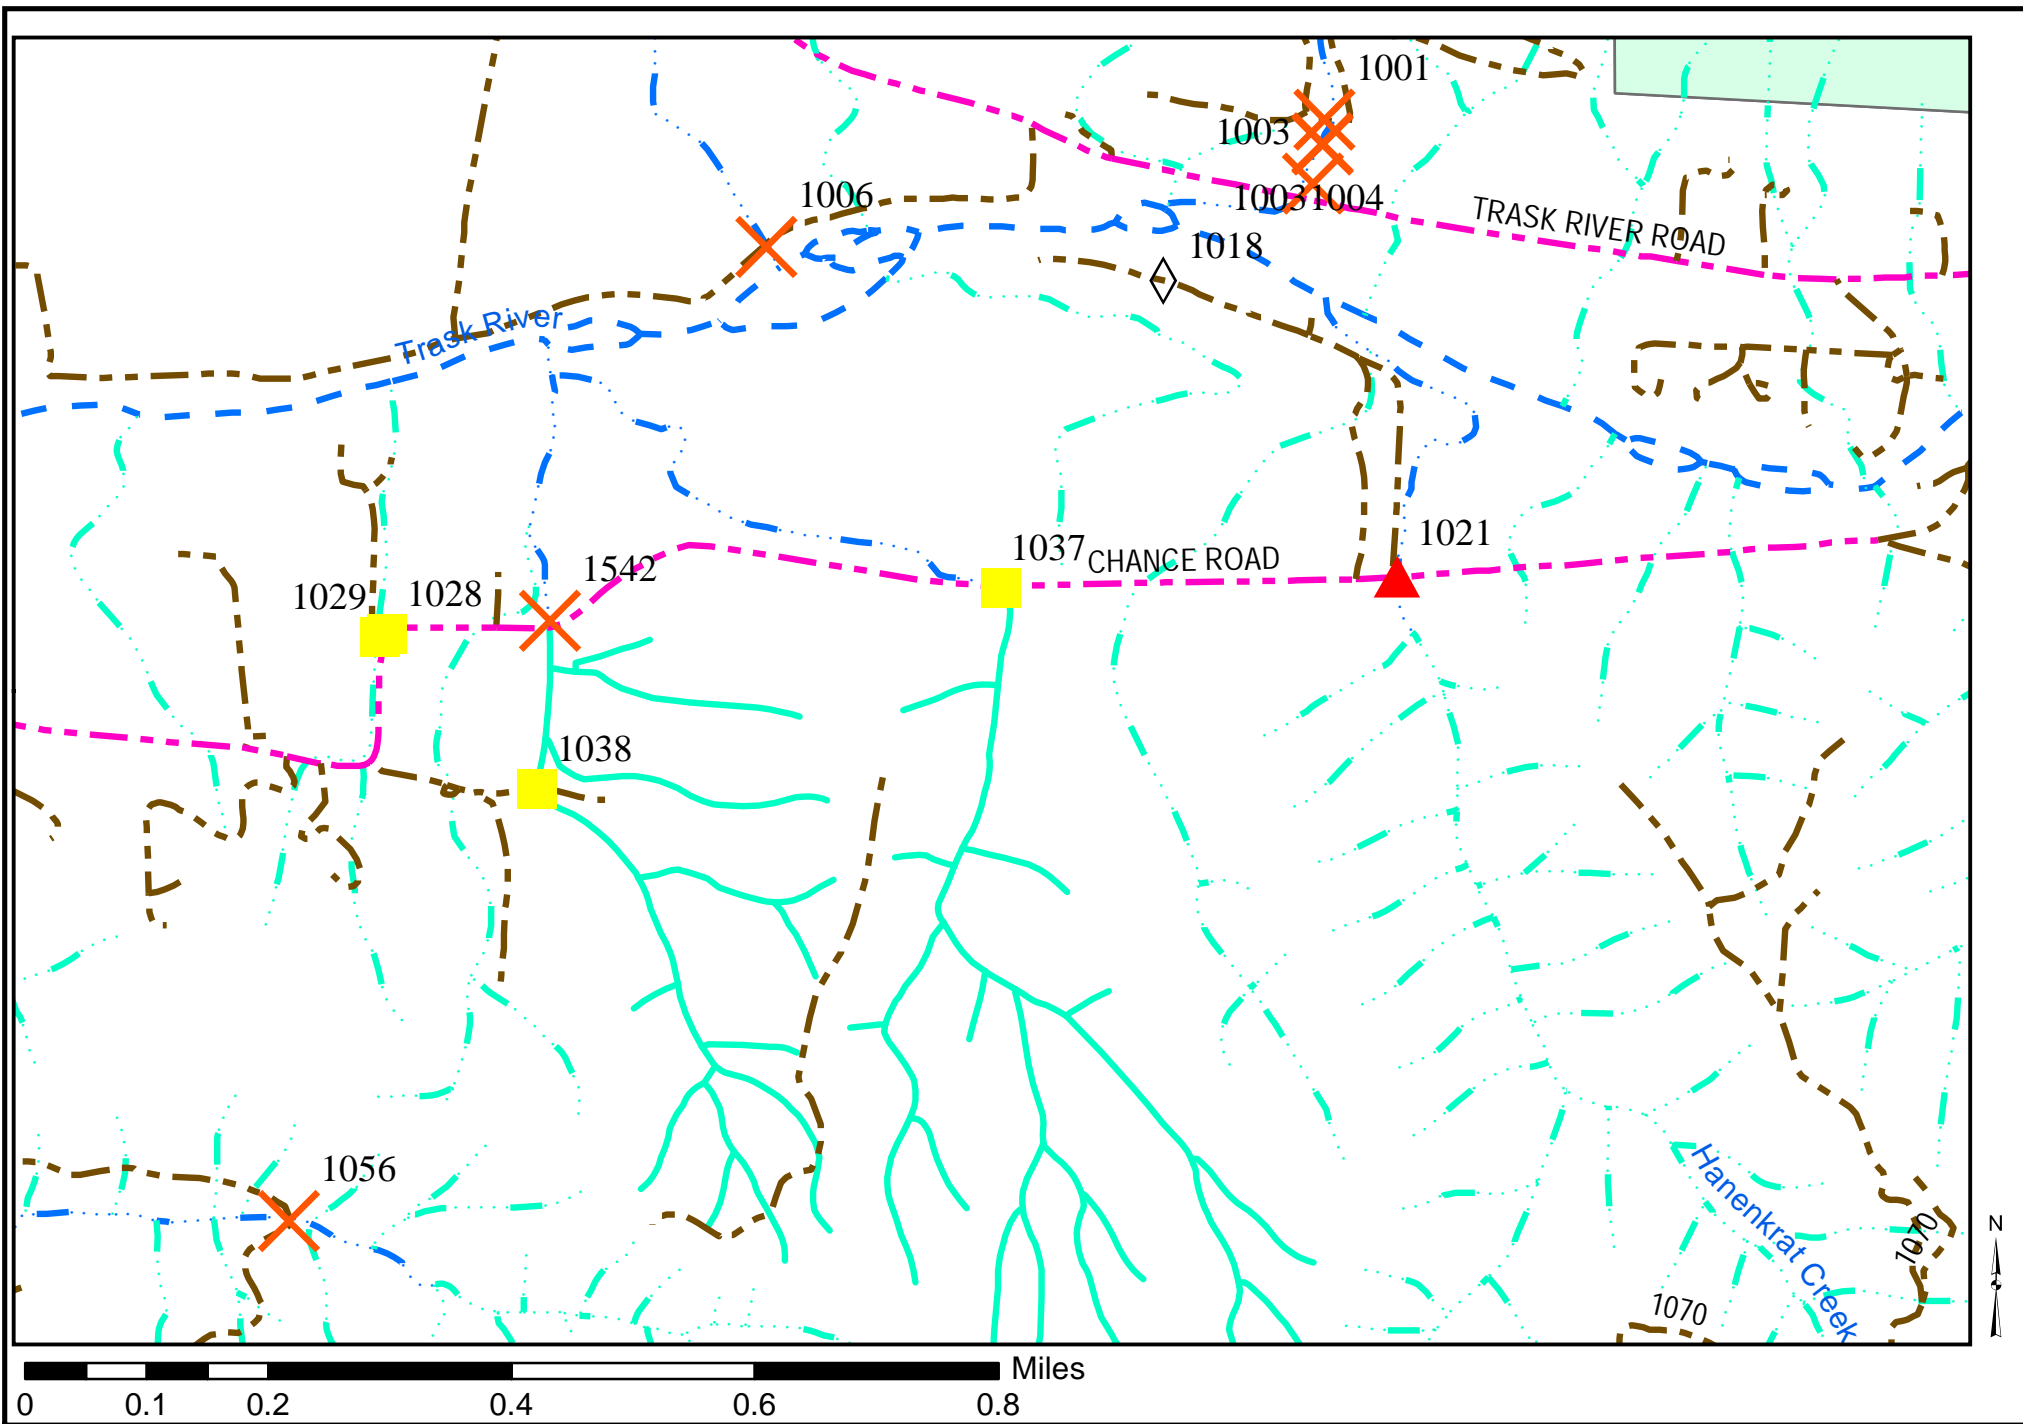 1001
1003
1006
10031004
TRASK RIVER ROAD
1018
Trask River
1021
1037
CHANCE ROAD
1542
1029
1028
1038
1056
Hanenkrat Creek
1070
1070
N
Miles
0 0.1 0.2 0.4 0.6 0.8